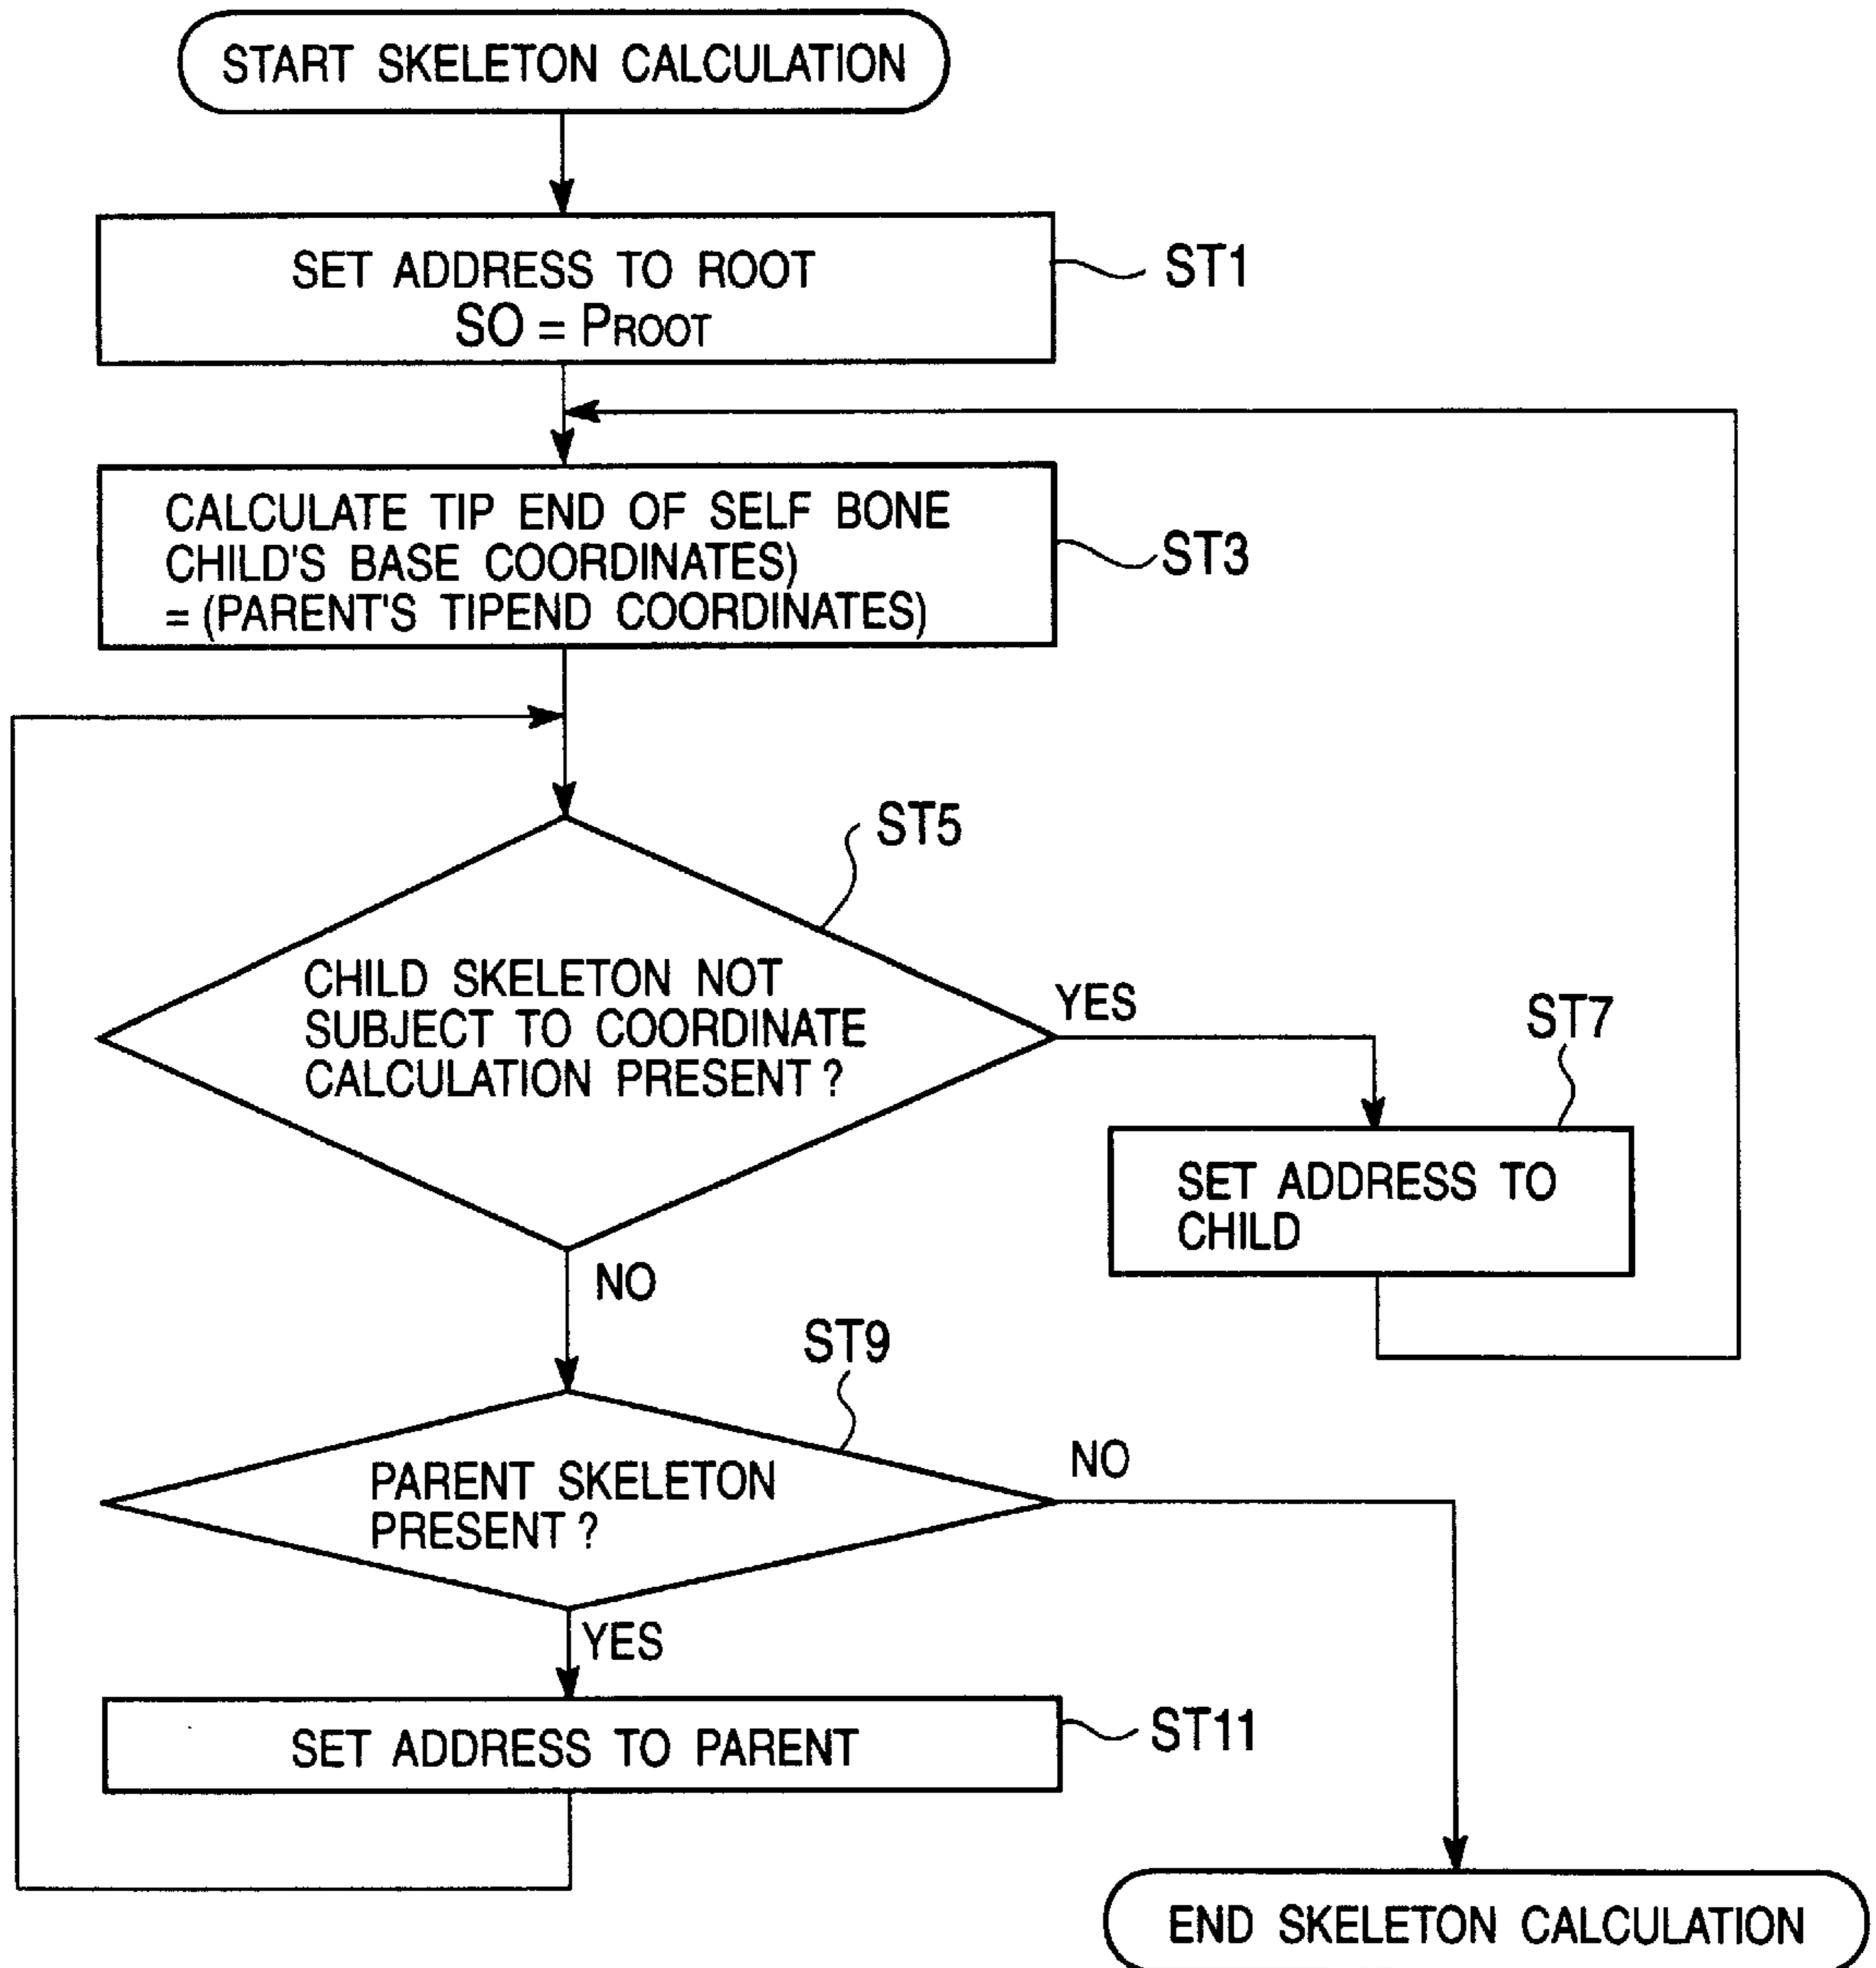 START SKELETON CALCULATION
SET ADDRESS TO ROOT
SO = PROOT
ST1
CALCULATE TIP END OF SELF BONE
CHILD'S BASE COORDINATES)
= (PARENT'S TIPEND COORDINATES)
ST3
ST5
CHILD SKELETON NOT
SUBJECT TO COORDINATE
CALCULATION PRESENT ?
YES
ST7
SET ADDRESS TO
CHILD
NO
ST9
PARENT SKELETON
PRESENT ?
NO
YES
SET ADDRESS TO PARENT
ST11
END SKELETON CALCULATION